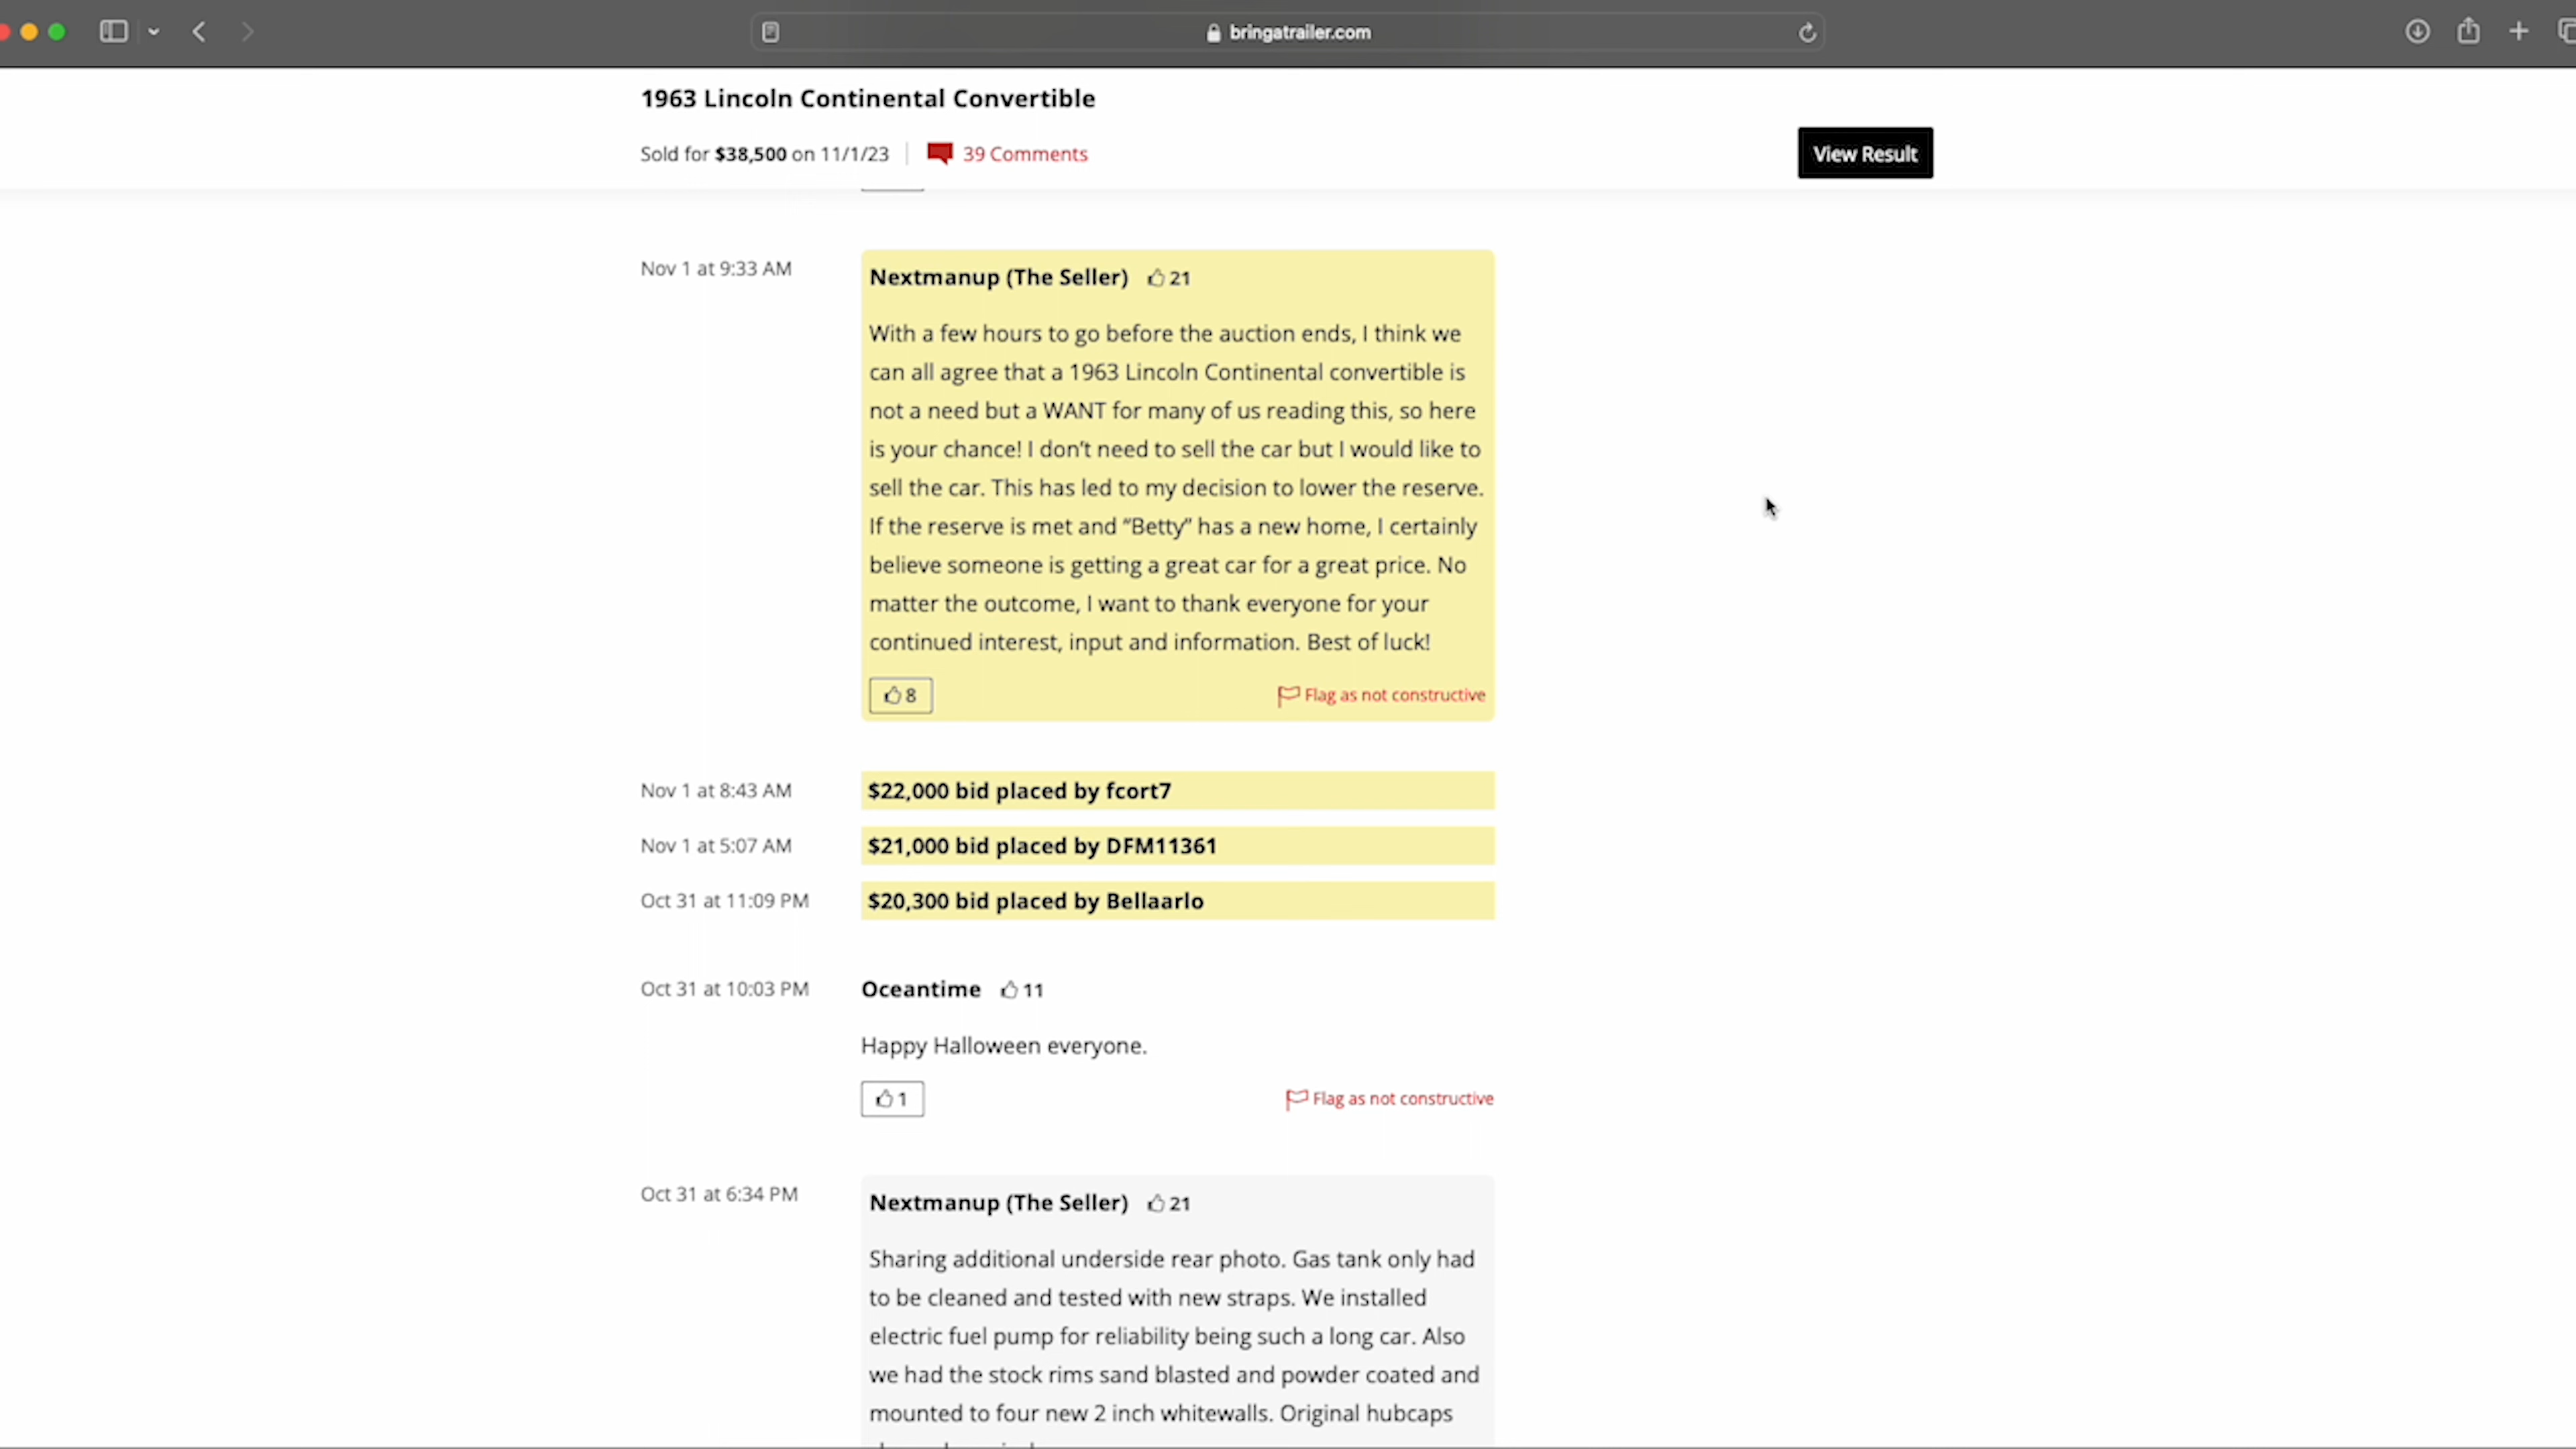 bringatrailer.com
1963 Lincoln Continental Convertible
Sold for $38,500 on 11/1/23
39 Comments
View Result
Nov 1 at 9:33 AM
Nextmanup (The Seller) 21
With a few hours to go before the auction ends, I think we
can all agree that a 1963 Lincoln Continental convertible is
not a need but a WANT for many of us reading this, so here
is your chance! I don't need to sell the car but I would like to
sell the car. This has led to my decision to lower the reserve.
If the reserve is met and “Betty” has a new home, I certainly
believe someone is getting a great car for a great price. No
matter the outcome, I want to thank everyone for your
continued interest, input and information. Best of luck!
8
Flag as not constructive
Nov 1 at 8:43 AM
$22,000 bid placed by fcort7
Nov 1 at 5:07 AM
$21,000 bid placed by DFM11361
Oct 31 at 11:09 PM
$20,300 bid placed by Bellaarlo
Oct 31 at 10:03 PM
Oceantime 11
Happy Halloween everyone.
1
Flag as not constructive
Oct 31 at 6:34 PM
Nextmanup (The Seller) 21
Sharing additional underside rear photo. Gas tank only had
to be cleaned and tested with new straps. We installed
electric fuel pump for reliability being such a long car. Also
we had the stock rims sand blasted and powder coated and
mounted to four new 2 inch whitewalls. Original hubcaps